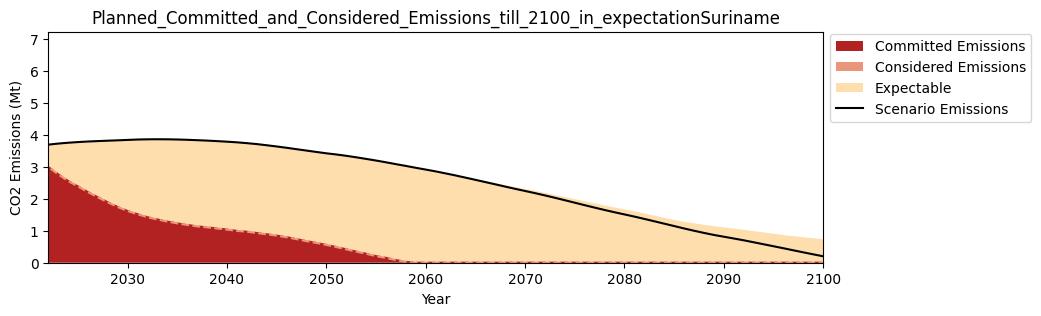 Planned_Committed_and_Considered_Emissions_till_2100_in_expectationSuriname
7
6
5
4
3
2
1
0
CO2 Emissions (Mt)
2030 2040 2050 2060 2070 2080 2090 2100
Year
Committed Emissions
Considered Emissions
Expectable
Scenario Emissions